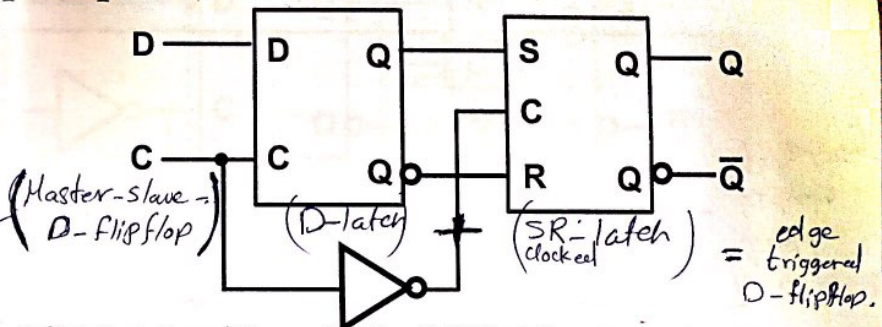 D
D
Q
S
Q
Q
C
C
C
Q
R
Q
Q̅
(Master-slave -
D-flipflop)
(D-latch)
(SR-latch)
clocked
= edge
triggered
D-flipflop.